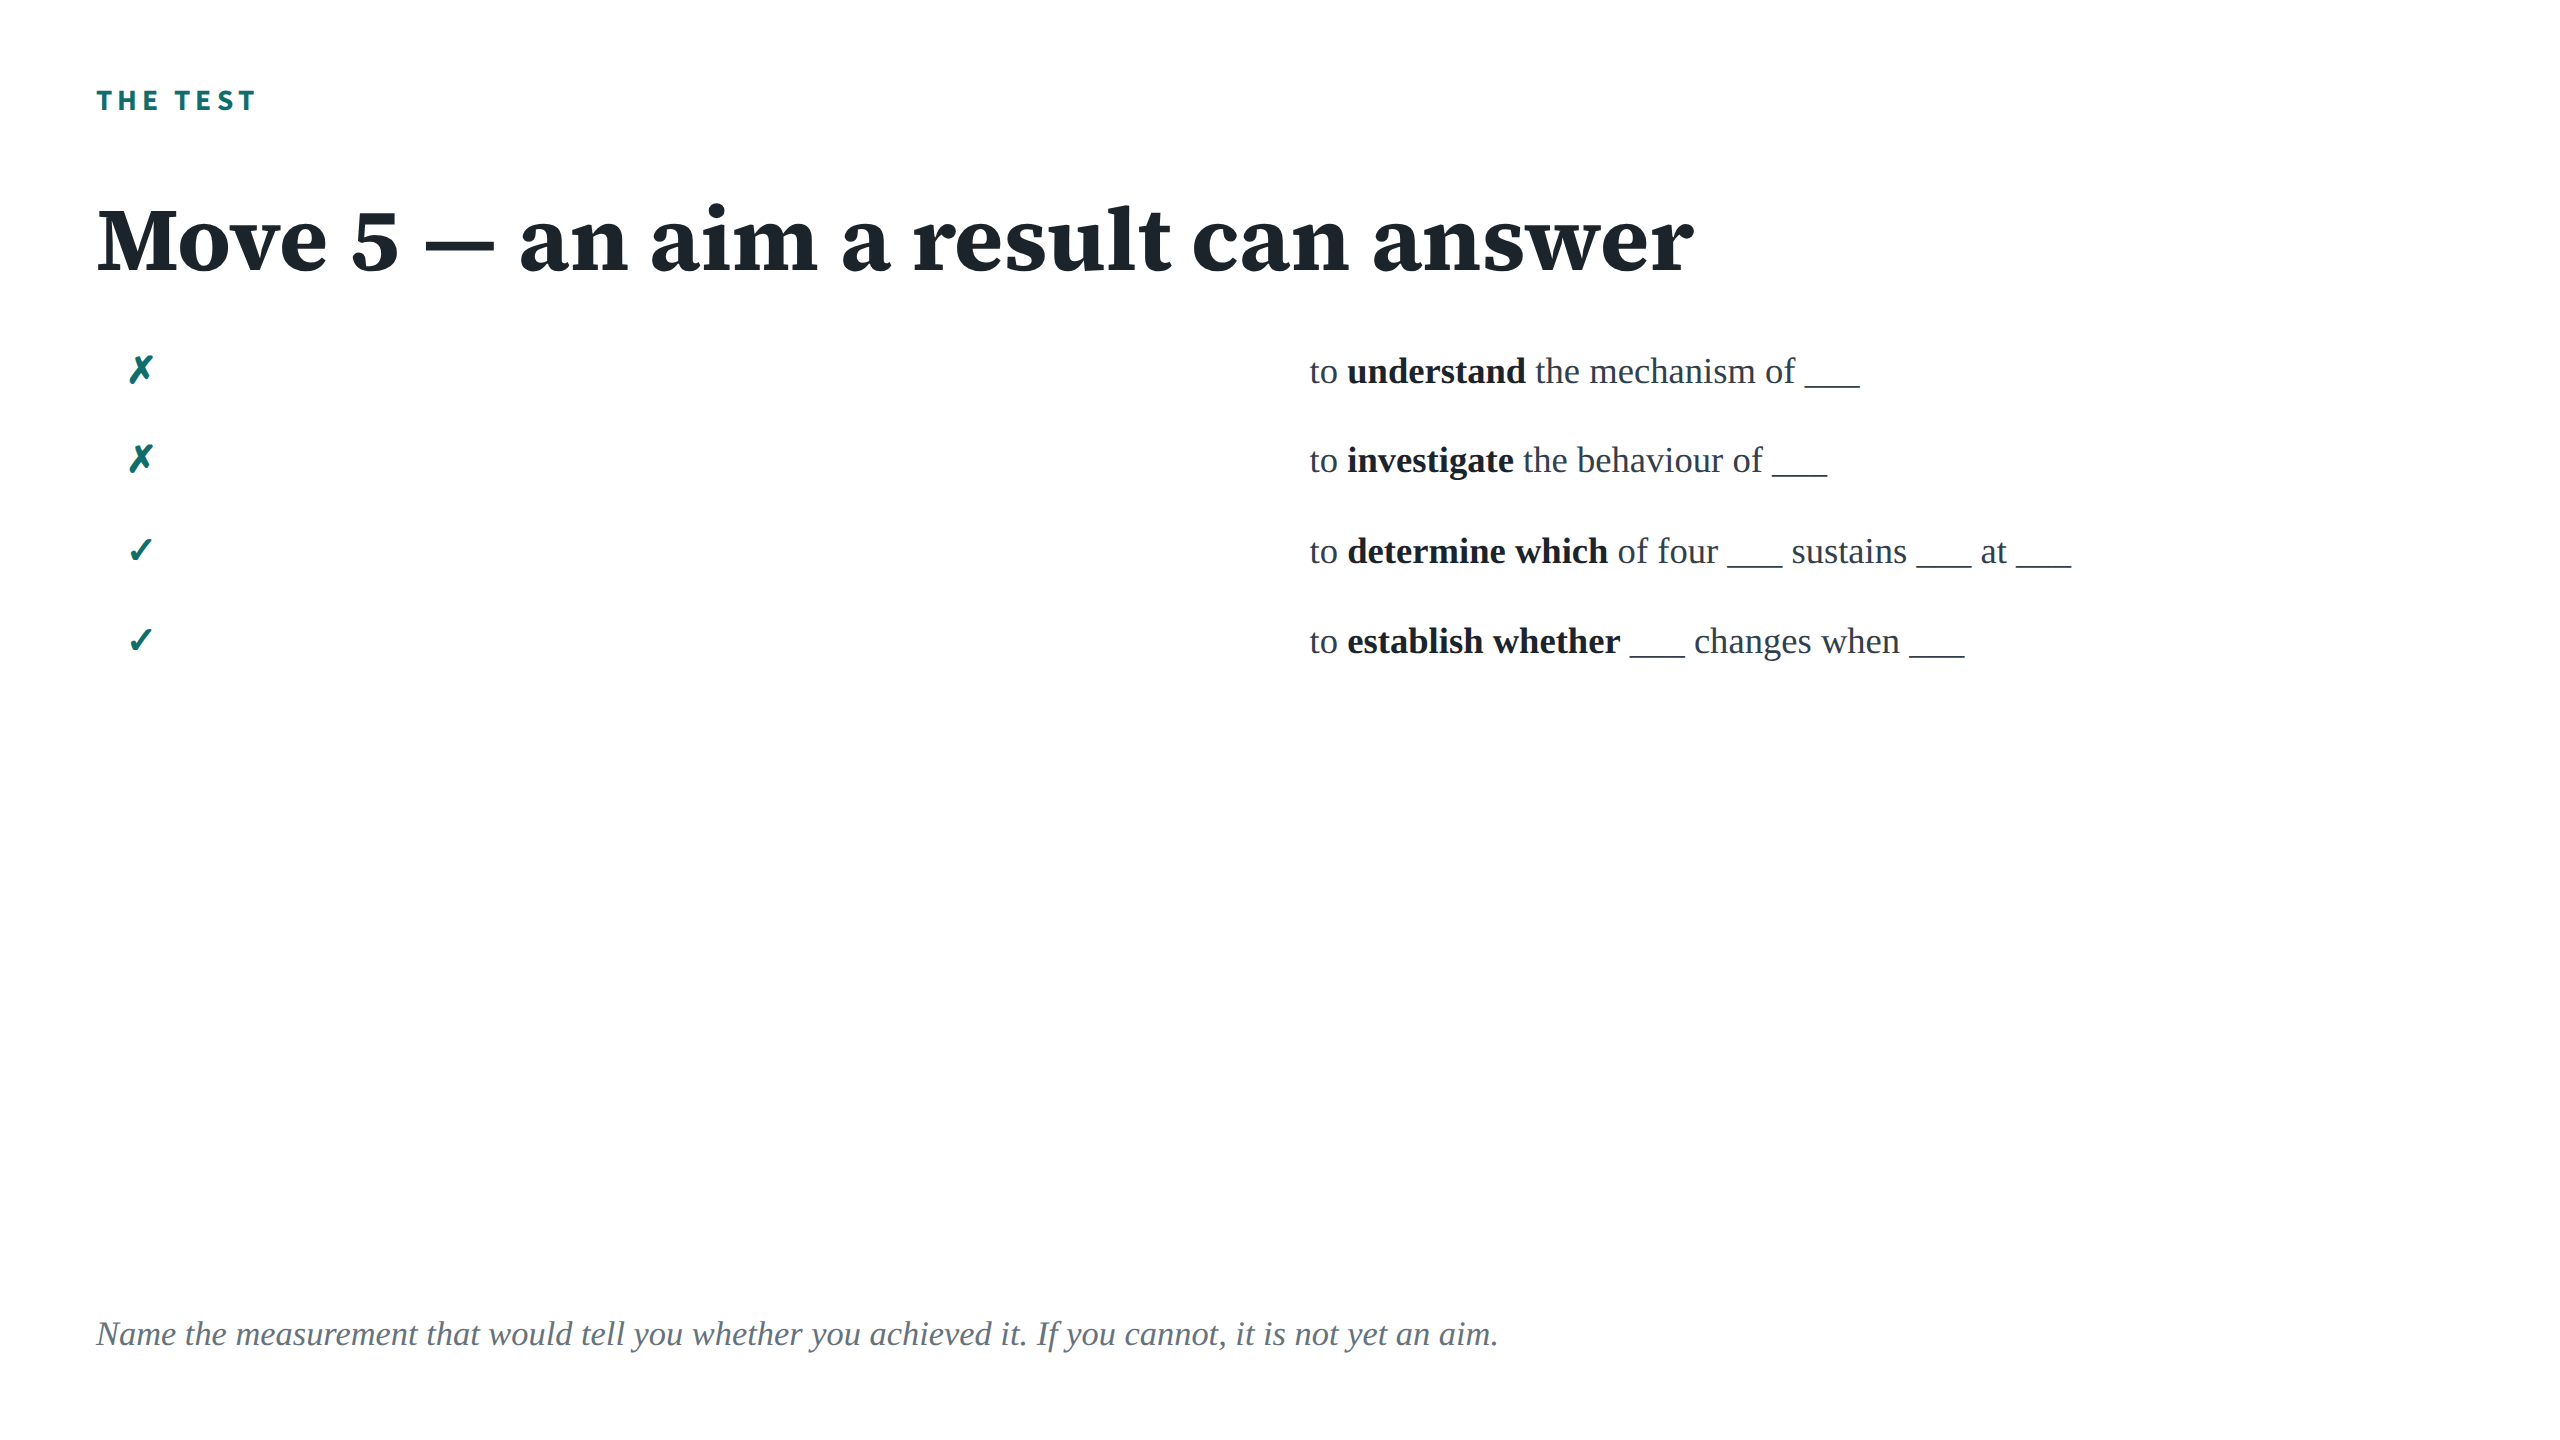 THE TEST
Move 5 — an aim a result can answer
✗ to understand the mechanism of ___
✗ to investigate the behaviour of ___
✓ to determine which of four ___ sustains ___ at ___
✓ to establish whether ___ changes when ___
Name the measurement that would tell you whether you achieved it. If you cannot, it is not yet an aim.